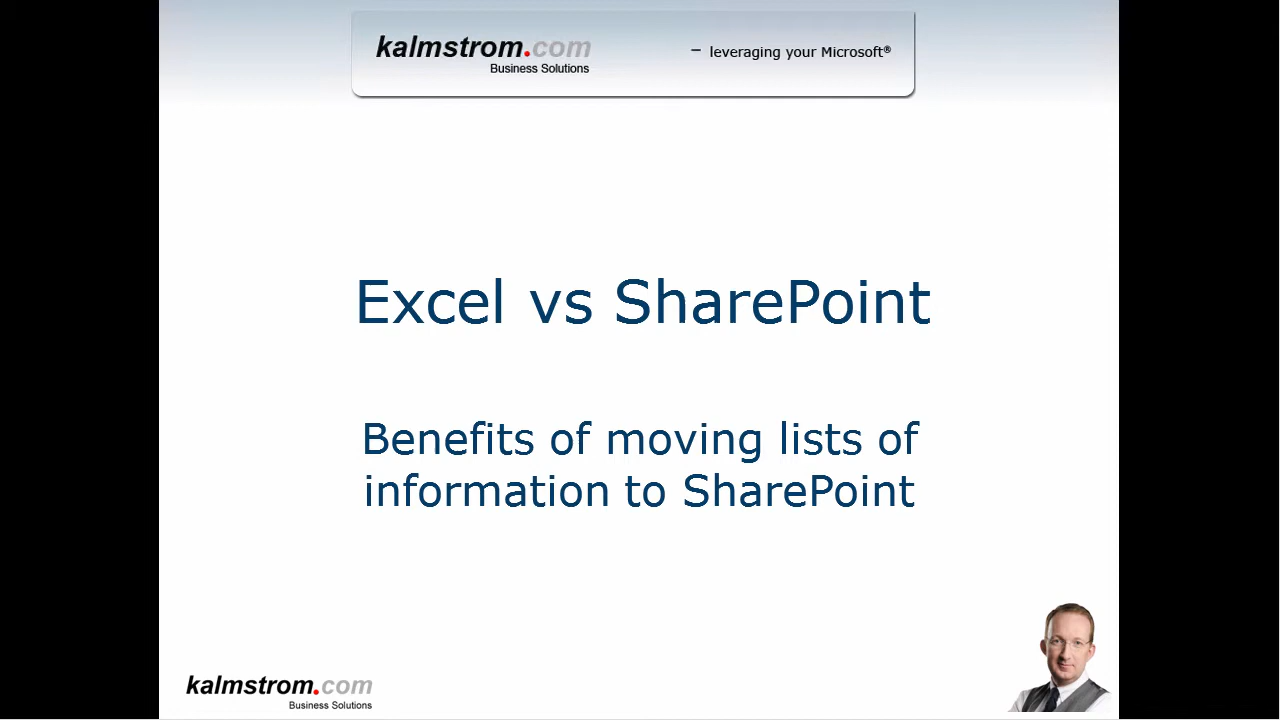 kalmstrom.com
Business Solutions
– leveraging your Microsoft®
Excel vs SharePoint
Benefits of moving lists of
information to SharePoint
kalmstrom.com
Business Solutions